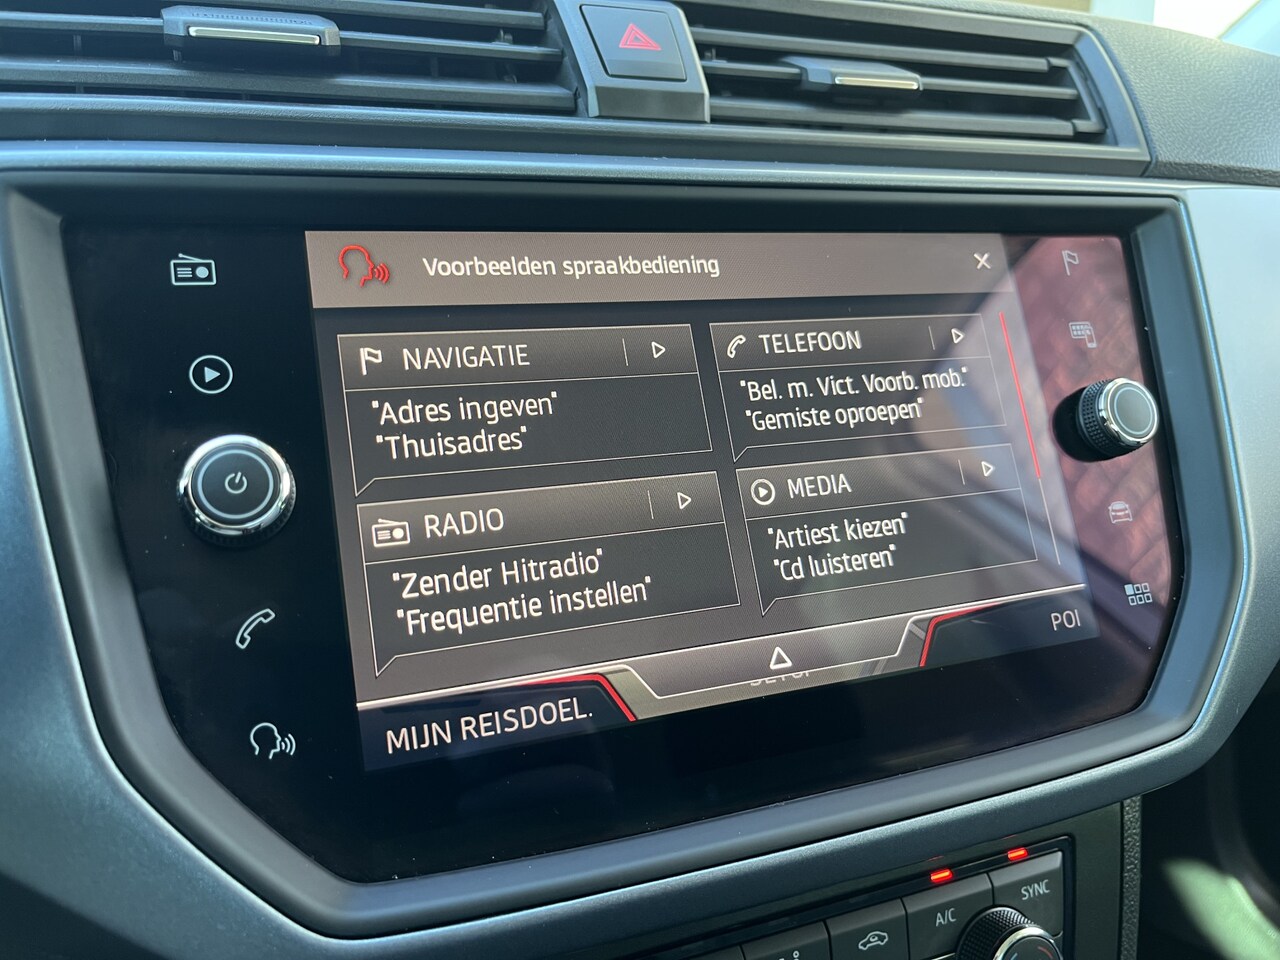 Voorbeelden spraakbediening
NAVIGATIE
"Adres ingeven"
"Thuisadres"
TELEFOON
"Bel. m. Vict. Voorb. mob."
"Gemiste oproepen"
RADIO
"Zender Hitradio"
"Frequentie instellen"
MEDIA
"Artiest kiezen"
"Cd luisteren"
MIJN REISDOEL.
POI
A/C
SYNC